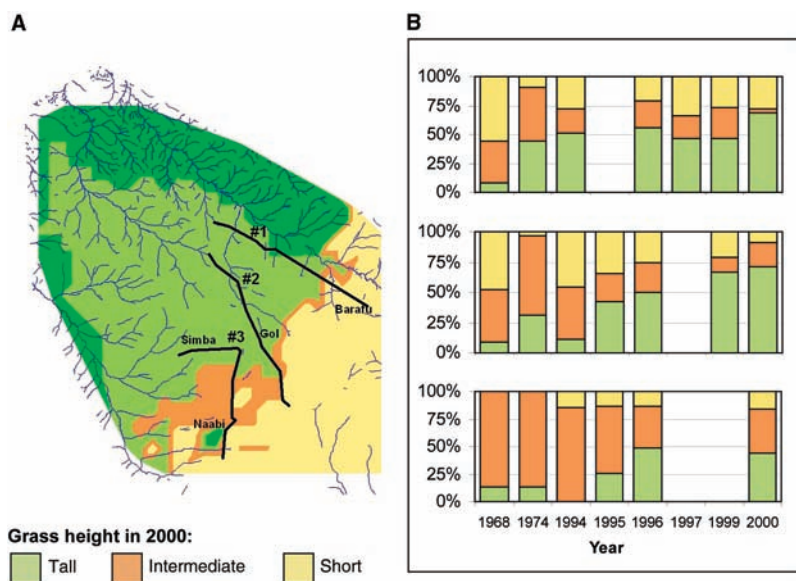 A
B
#1
#2
Barafu
Simba
#3
Gol
Naabi
Grass height in 2000:
Tall
Intermediate
Short
100%
75%
50%
25%
0%
100%
75%
50%
25%
0%
100%
75%
50%
25%
0%
1968 1974 1994 1995 1996 1997 1999 2000
Year